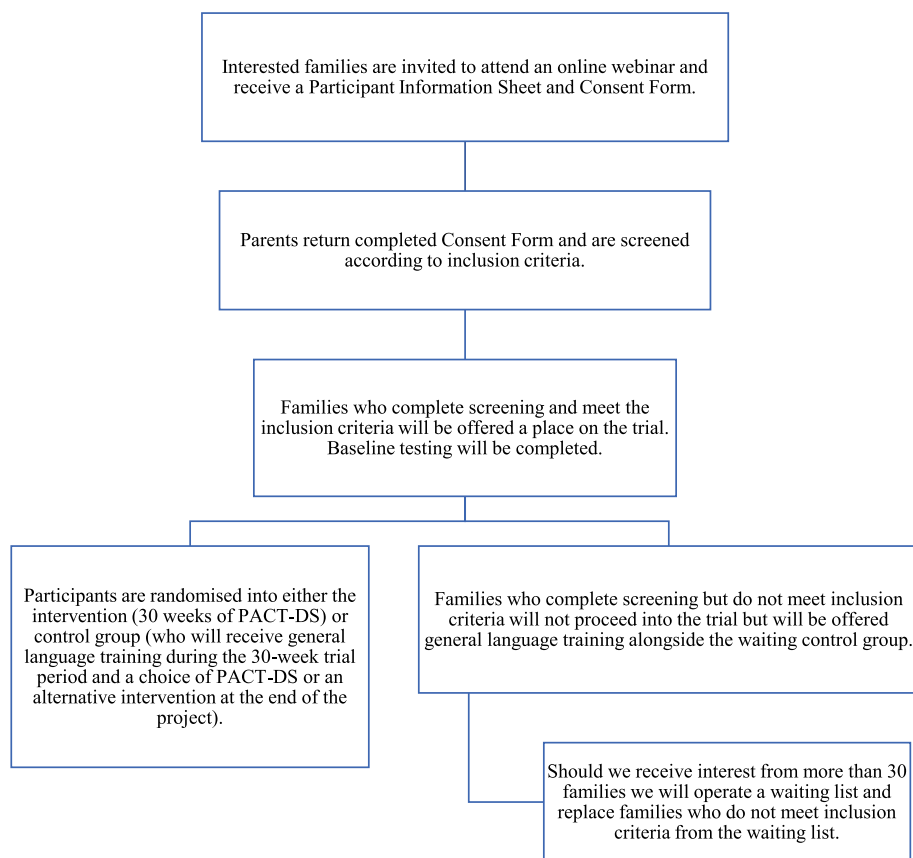 Interested families are invited to attend an online webinar and
receive a Participant Information Sheet and Consent Form.
Parents return completed Consent Form and are screened
according to inclusion criteria.
Families who complete screening and meet the
inclusion criteria will be offered a place on the trial.
Baseline testing will be completed.
Participants are randomised into either the
intervention (30 weeks of PACT-DS) or
control group (who will receive general
language training during the 30-week trial
period and a choice of PACT-DS or an
alternative intervention at the end of the
project).
Families who complete screening but do not meet inclusion
criteria will not proceed into the trial but will be offered
general language training alongside the waiting control group.
Should we receive interest from more than 30
families we will operate a waiting list and
replace families who do not meet inclusion
criteria from the waiting list.